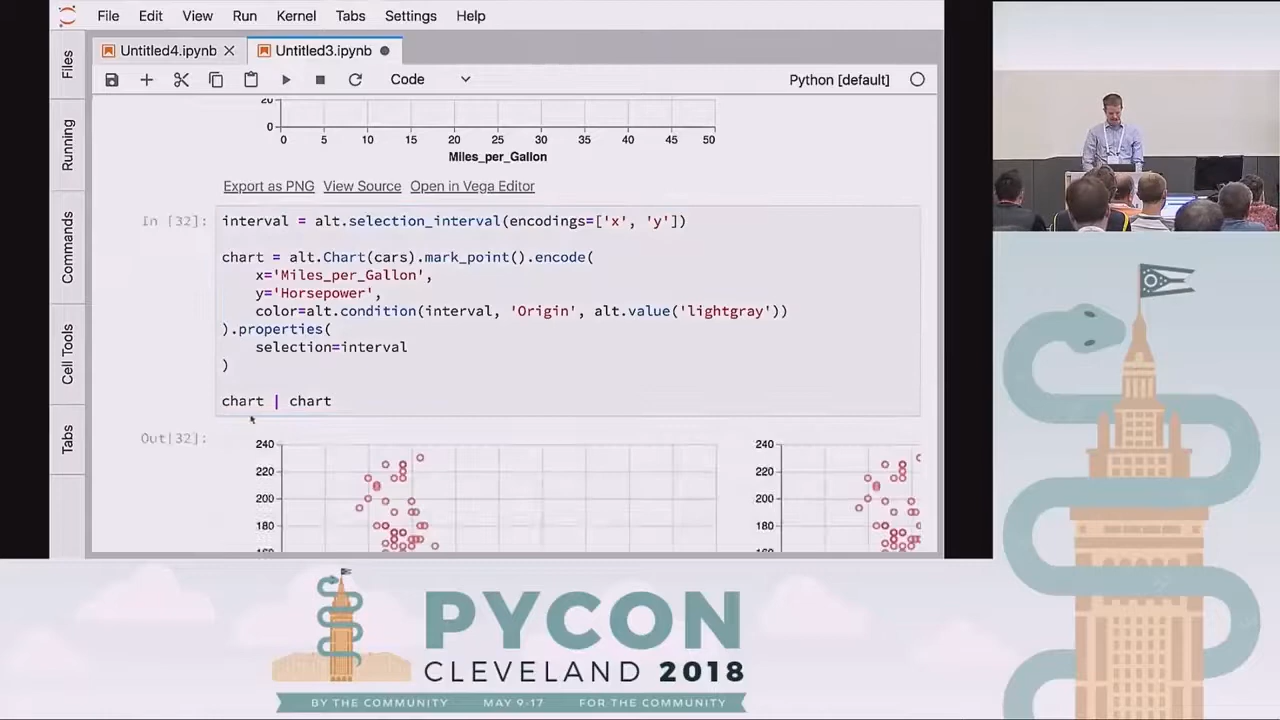 File Edit View Run Kernel Tabs Settings Help
Untitled4.ipynb Untitled3.ipynb
Code Python [default]
Files
Running
Commands
Cell Tools
Tabs
20
0
0 5 10 15 20 25 30 35 40 45 50
Miles_per_Gallon
Export as PNG View Source Open in Vega Editor
In [32]:
interval = alt.selection_interval(encodings=['x', 'y'])
chart = alt.Chart(cars).mark_point().encode(
x='Miles_per_Gallon',
y='Horsepower',
color=alt.condition(interval, 'Origin', alt.value('lightgray'))
).properties(
selection=interval
)
chart | chart
Out[32]:
240 240
220 220
200 200
180 180
160 160
PYCON
CLEVELAND 2018
BY THE COMMUNITY MAY 9-17 FOR THE COMMUNITY